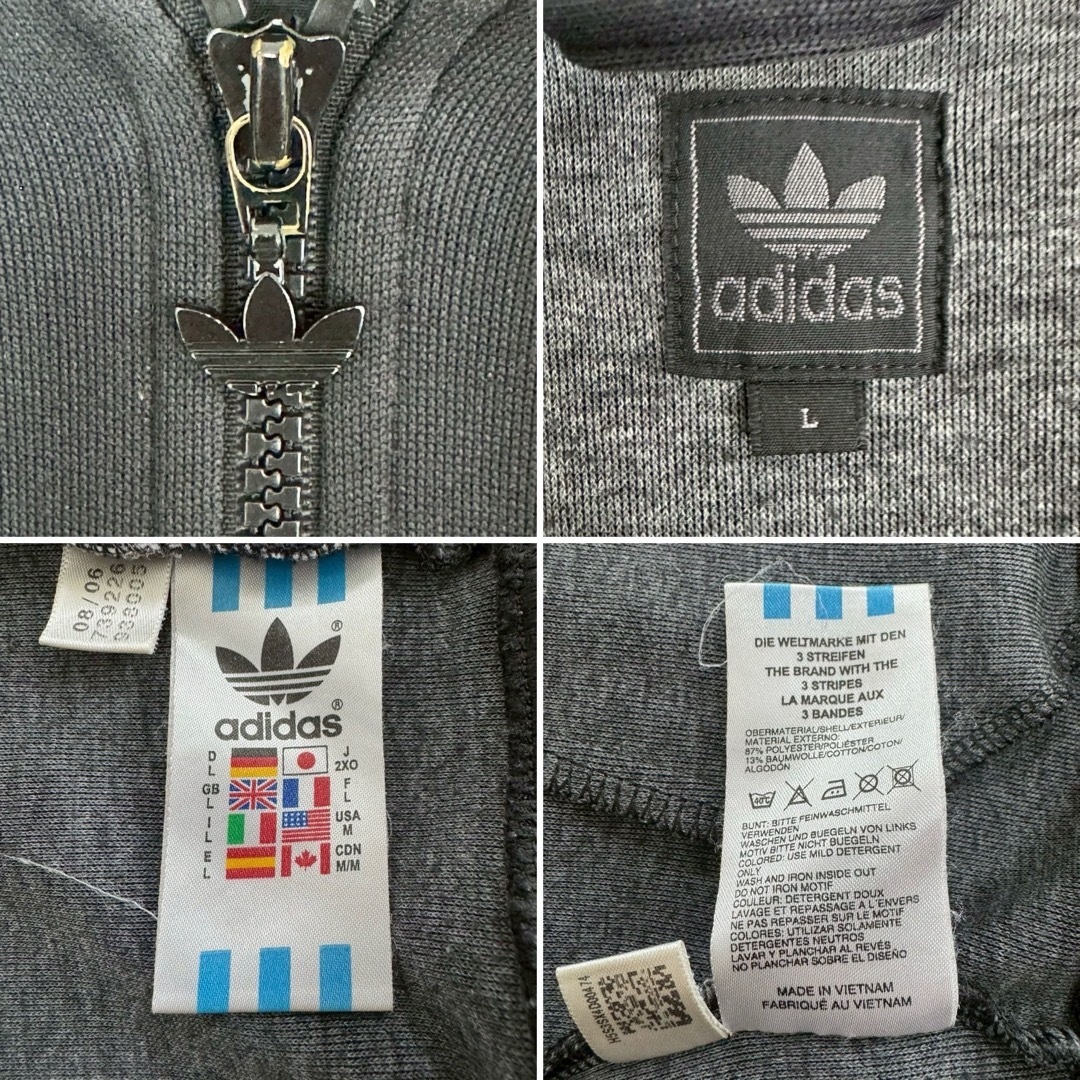 adidas
L
08/06
739226
938005
®
®
adidas
D
L
J
2XO
GB
L
F
L
I
L
USA
M
E
L
CDN
M/M
DIE WELTMARKE MIT DEN
3 STREIFEN
THE BRAND WITH THE
3 STRIPES
LA MARQUE AUX
3 BANDES
OBERMATERIAL/SHELL/EXTERIEUR/
MATERIAL EXTERNO:
87% POLYESTER/POLIÉSTER
13% BAUMWOLLE/COTTON/COTON/
ALGODÓN
40°C
BUNT: BITTE FEINWASCHMITTEL
VERWENDEN
WASCHEN UND BUEGELN VON LINKS
MOTIV BITTE NICHT BUEGELN
COLORED: USE MILD DETERGENT
ONLY
WASH AND IRON INSIDE OUT
DO NOT IRON MOTIF
COULEUR: DETERGENT DOUX
LAVAGE ET REPASSAGE A L'ENVERS
NE PAS REPASSER SUR LE MOTIF
COLORES: UTILIZAR SOLAMENTE
DETERGENTES NEUTROS
LAVAR Y PLANCHAR AL REVÉS
NO PLANCHAR SOBRE EL DISEÑO
MADE IN VIETNAM
FABRIQUÉ AU VIETNAM